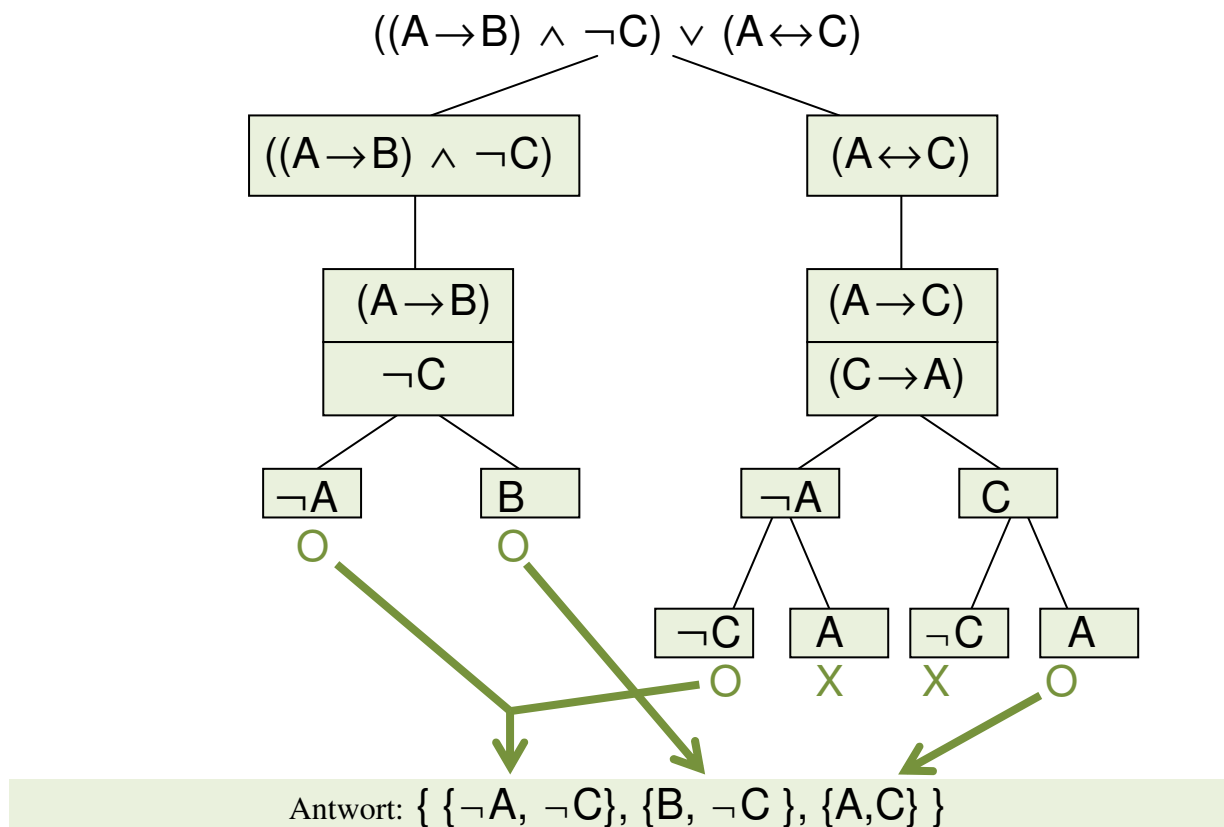 ((A→B) ∧ ¬C) ∨ (A↔C)
((A→B) ∧ ¬C) (A↔C)
(A→B) (A→C)
¬C (C→A)
¬A B ¬A C
O O
¬C A ¬C A
O X X O
Antwort: { {¬A, ¬C}, {B, ¬C }, {A,C} }